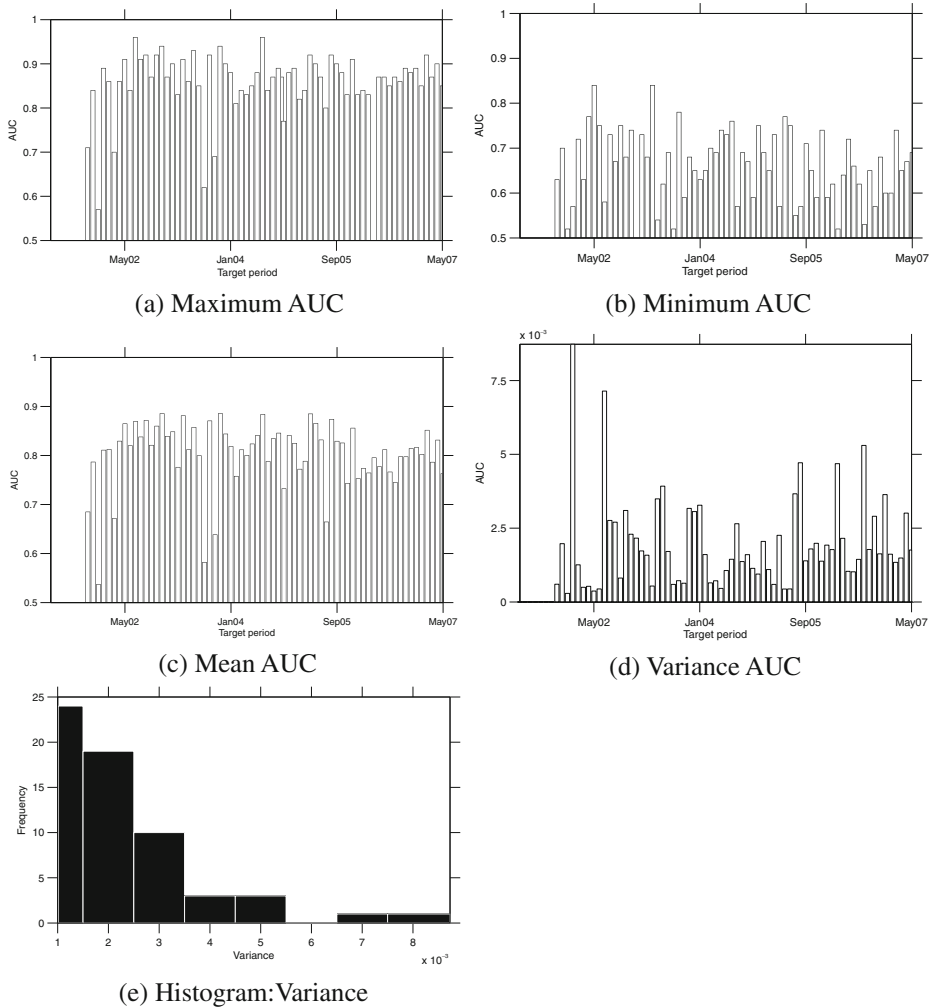 1
0.9
0.8
0.7
0.6
0.5
AUC
May02
Jan04
Sep05
May07
Target period
(a) Maximum AUC
1
0.9
0.8
0.7
0.6
0.5
AUC
May02
Jan04
Sep05
May07
Target period
(b) Minimum AUC
1
0.9
0.8
0.7
0.6
0.5
AUC
May02
Jan04
Sep05
May07
Target period
(c) Mean AUC
x 10⁻³
7.5
5
2.5
0
AUC
May02
Jan04
Sep05
May07
Target period
(d) Variance AUC
25
20
15
10
5
0
Frequency
1 2 3 4 5 6 7 8
Variance
x 10⁻³
(e) Histogram:Variance